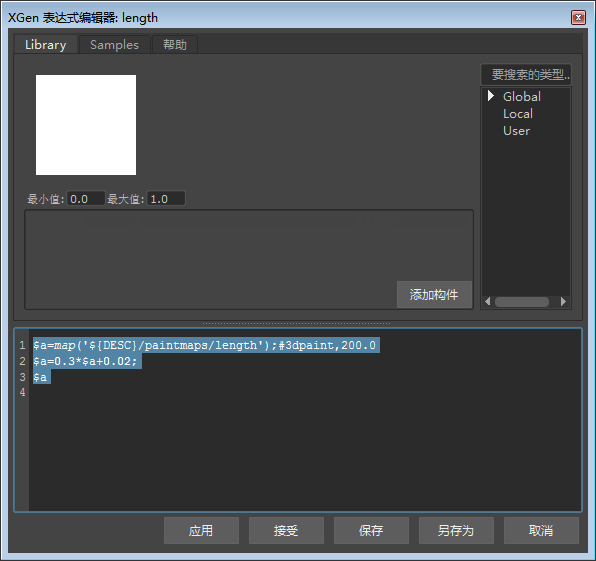 XGen 表达式编辑器: length
Library Samples 帮助
要搜索的类型..
Global
Local
User
最小值: 0.0 最大值: 1.0
添加构件
1 $a=map('${DESC}/paintmaps/length');#3dpaint,200.0
2 $a=0.3*$a+0.02;
3 $a
4
应用 接受 保存 另存为 取消